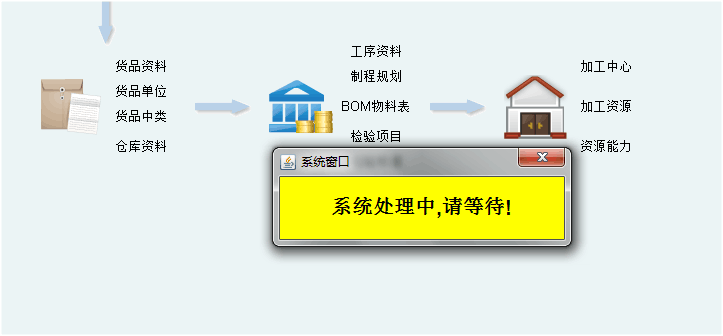 货品资料
货品单位
货品中类
仓库资料
工序资料
制程规划
BOM物料表
检验项目
加工中心
加工资源
资源能力
系统窗口
系统处理中,请等待!